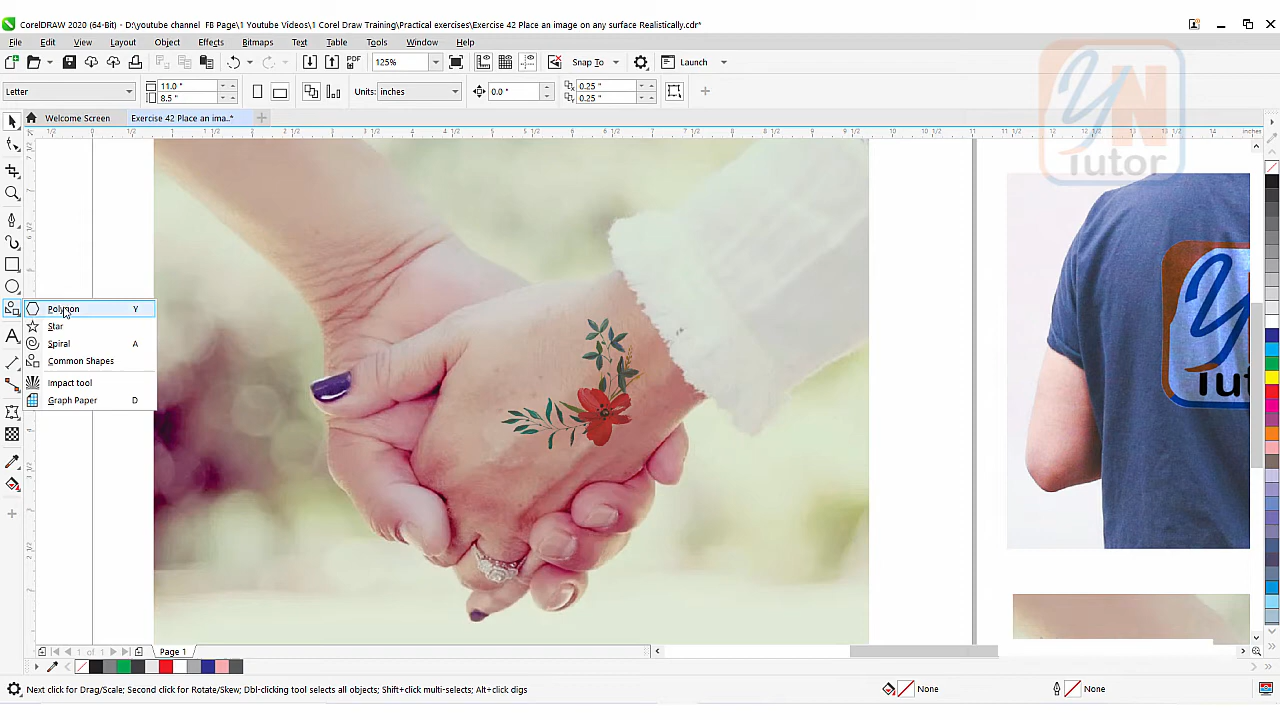 CorelDRAW 2020 (64-Bit) - D:\youtube channel FB Page\1 Youtube Videos\1 Corel Draw Training\Practical exercises\Exercise 42 Place an image on any surface Realistically.cdr*
File Edit View Layout Object Effects Bitmaps Text Table Tools Window Help
PDF 125% Snap To Launch
Letter 11.0 " 8.5 " Units: inches 0.0 " 0.25 " 0.25 "
Welcome Screen Exercise 42 Place an ima...*
YN
Tutor
Polygon Y
Star
Spiral A
Common Shapes
Impact tool
Graph Paper D
1 of 1 Page 1
Next click for Drag/Scale; Second click for Rotate/Skew; Dbl-clicking tool selects all objects; Shift+click multi-selects; Alt+click digs None None